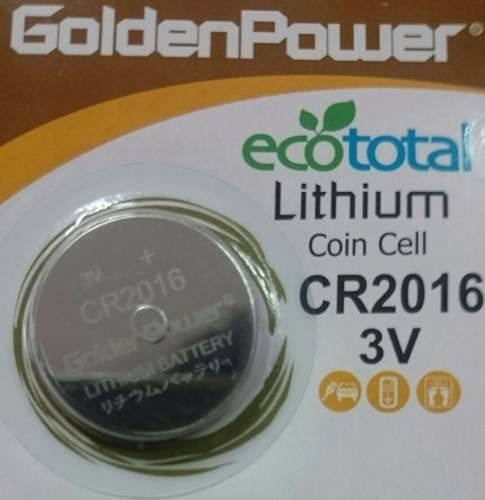 GoldenPower®
ecototal
Lithium
Coin Cell
CR2016
3V
3V +
CR2016
GoldenPower®
LITHIUM BATTERY
リチウムバッテリー